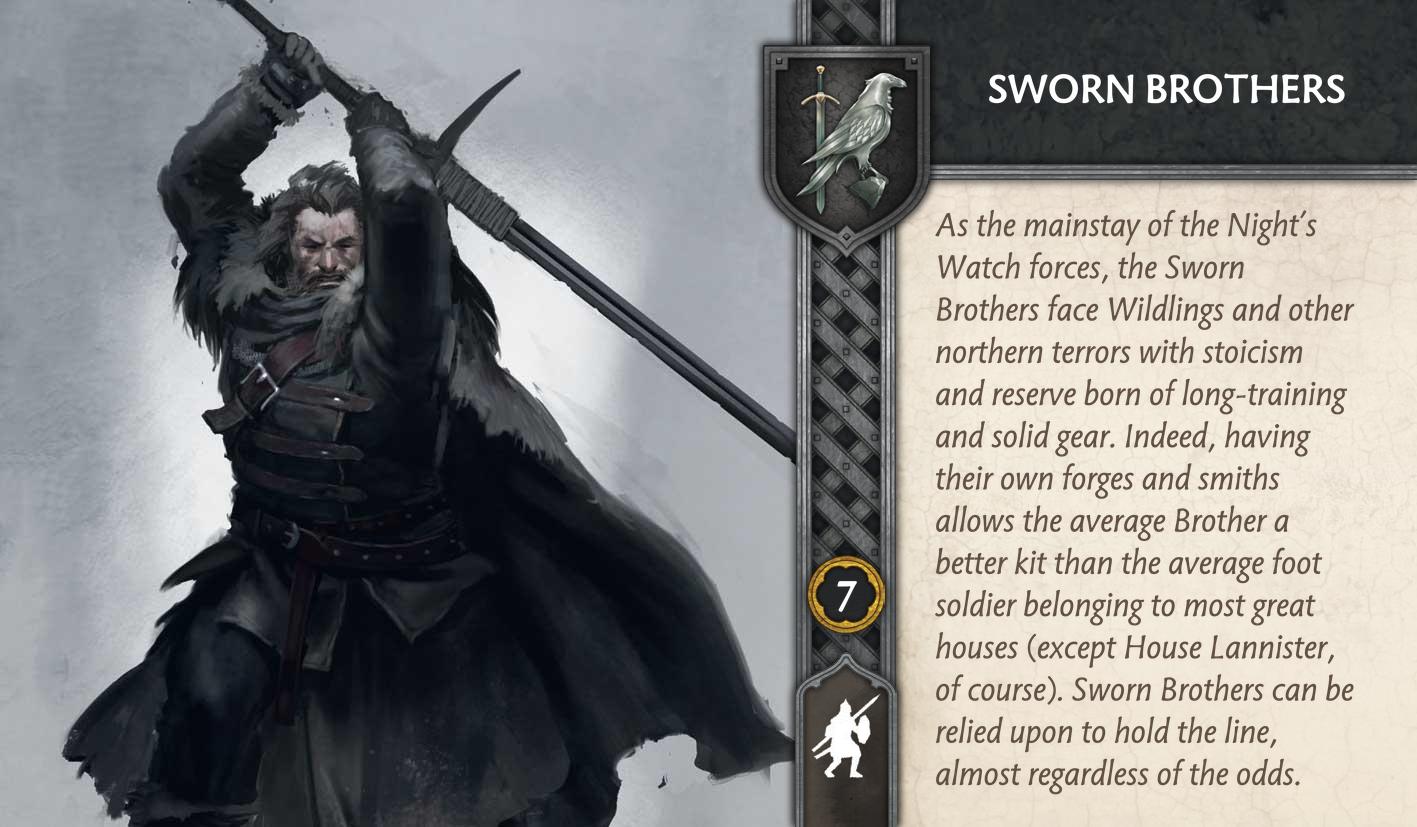 SWORN BROTHERS
As the mainstay of the Night's
Watch forces, the Sworn
Brothers face Wildlings and other
northern terrors with stoicism
and reserve born of long-training
and solid gear. Indeed, having
their own forges and smiths
allows the average Brother a
better kit than the average foot
soldier belonging to most great
houses (except House Lannister,
of course). Sworn Brothers can be
relied upon to hold the line,
almost regardless of the odds.
7